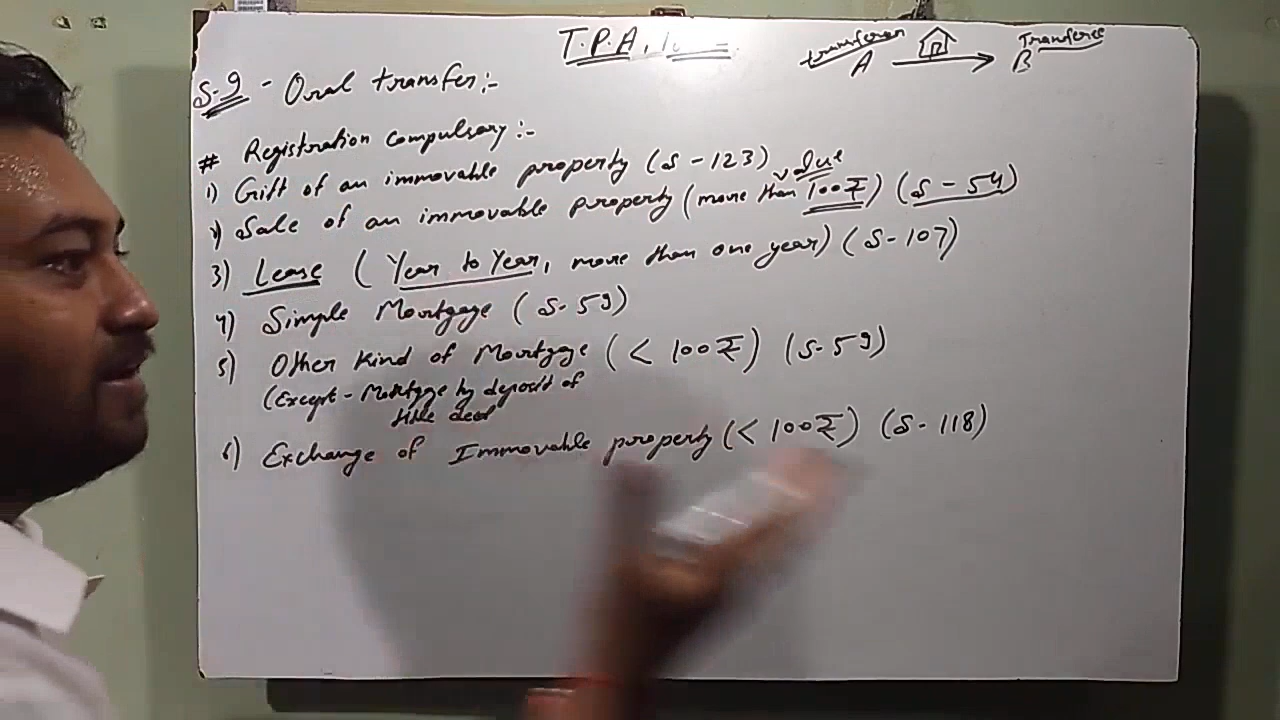 T.P.A.
transferor Transferee
A B
S-9 - Oral transfer:-
# Registration compulsory:-
1) Gift of an immovable property (S-123)
value
2) Sale of an immovable property (more than 100₹) (S-54)
3) Lease (Year to Year, more than one year) (S-107)
4) Simple Mortgage (S-59)
5) Other Kind of Mortgage (< 100₹) (S-59)
(Except - Mortgage by deposit of
title deed
6) Exchange of Immovable property (< 100₹) (S-118)